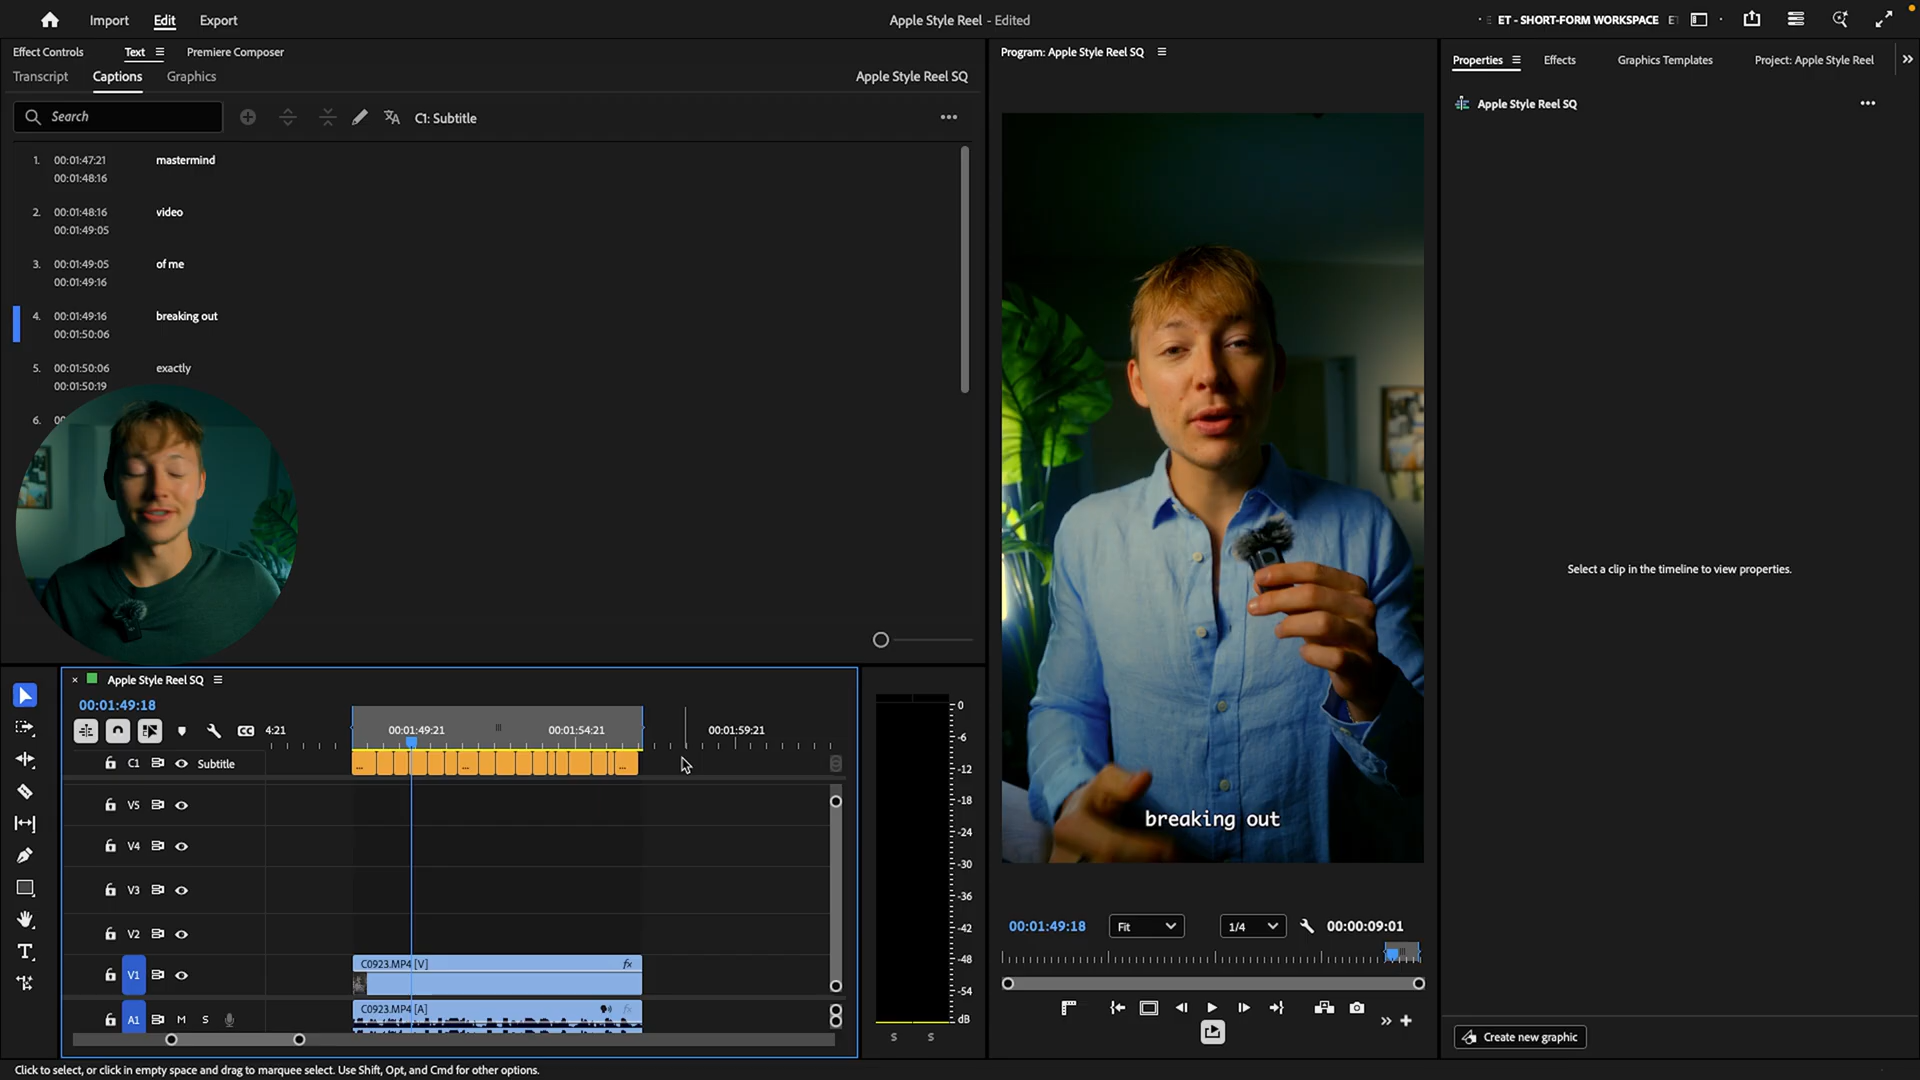 Import Edit Export
Apple Style Reel - Edited
ET - SHORT-FORM WORKSPACE
Effect Controls Text Premiere Composer
Transcript Captions Graphics Apple Style Reel SQ
Search
C1: Subtitle
1. 00:01:47:21 mastermind
00:01:48:16
2. 00:01:48:16 video
00:01:49:05
3. 00:01:49:05 of me
00:01:49:16
4. 00:01:49:16 breaking out
00:01:50:06
5. 00:01:50:06 exactly
00:01:50:19
6.
Program: Apple Style Reel SQ
breaking out
00:01:49:18 Fit 1/4 00:00:09:01
Properties Effects Graphics Templates Project: Apple Style Reel
Apple Style Reel SQ
Select a clip in the timeline to view properties.
Create new graphic
Apple Style Reel SQ
00:01:49:18
4:21 00:01:49:21 00:01:54:21 00:01:59:21
C1 Subtitle
V5
V4
V3
V2
V1 C0923.MP4 [V] fx
A1 M S C0923.MP4 [A] fx
0
-6
-12
-18
-24
-30
-36
-42
-48
-54
dB
S S
Click to select, or click in empty space and drag to marquee select. Use Shift, Opt, and Cmd for other options.